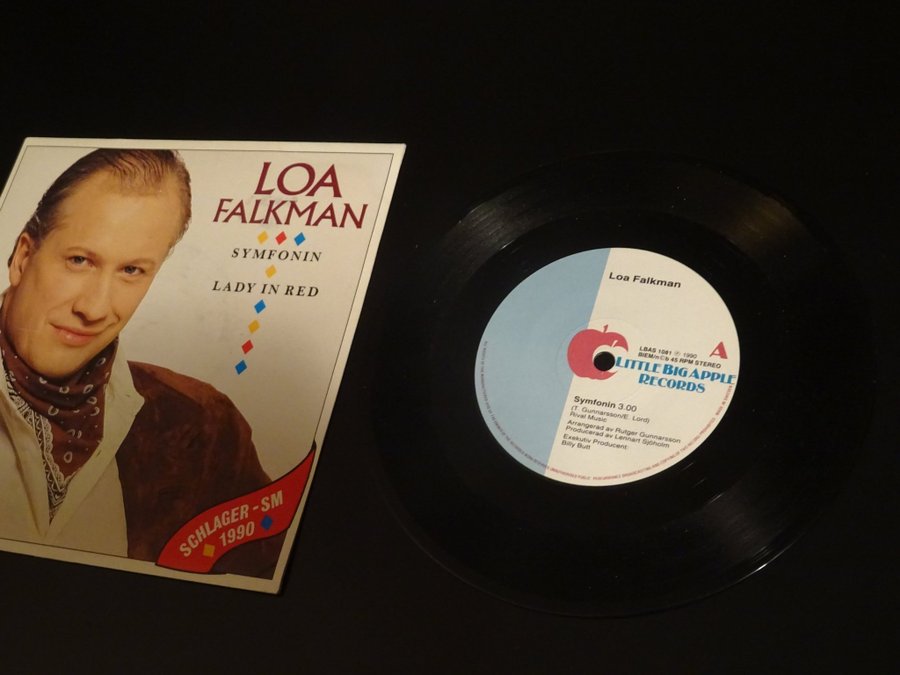 LOA
FALKMAN
SYMFONIN
LADY IN RED
SCHLAGER-SM
1990
Loa Falkman
LBAS 1081 ℗ 1990
BIEM/n©b 45 RPM STEREO
A
LITTLE BIG APPLE
RECORDS
Symfonin 3.00
(T. Gunnarsson/E. Lord)
Rival Music
Arrangerad av Rutger Gunnarsson
Producerad av Lennart Sjöholm
Exekutiv Producent:
Billy Butt